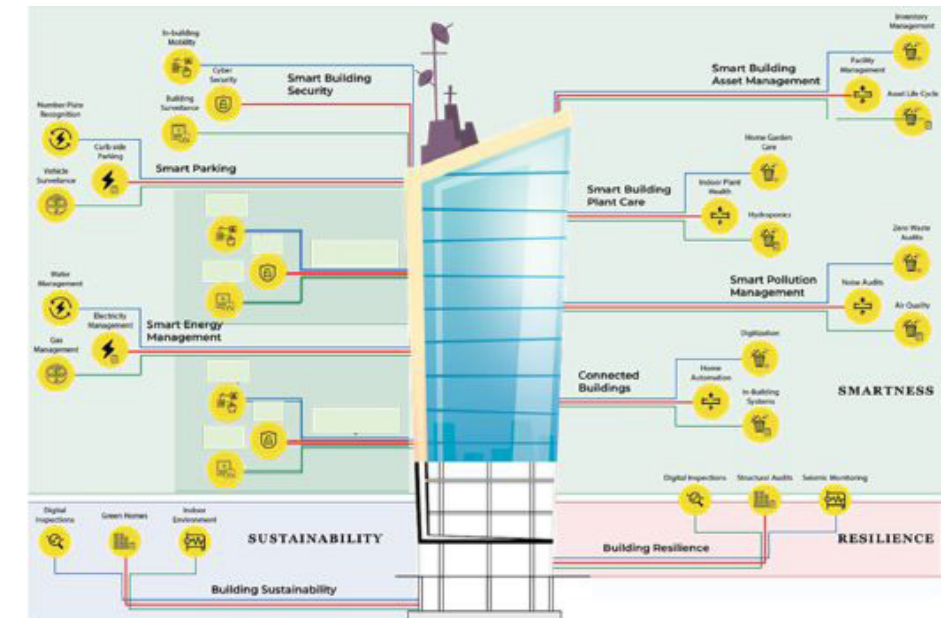 In-building
Mobility
Cyber
Security
Building
Surveilance
Smart Building
Security
Number Plate
Recognition
Curb side
Parking
Vehicle
Surveilance
Smart Parking
Water
Management
Electricity
Management
Gas
Management
Smart Energy
Management
Inventory
Management
Facility
Management
Asset Life Cycle
Smart Building
Asset Management
Home Garden
Care
Indoor Plant
Health
Hydroponics
Smart Building
Plant Care
Zero Waste
Audits
Noise Audits
Air Quality
Smart Pollution
Management
Digitization
Home
Automation
In-Building
Systems
Connected
Buildings
SMARTNESS
Digital Inspections
Structural Audits
Seismic Monitoring
Building Resilience
RESILIENCE
Digital
Inspections
Green Homes
Indoor
Environment
SUSTAINABILITY
Building Sustainability